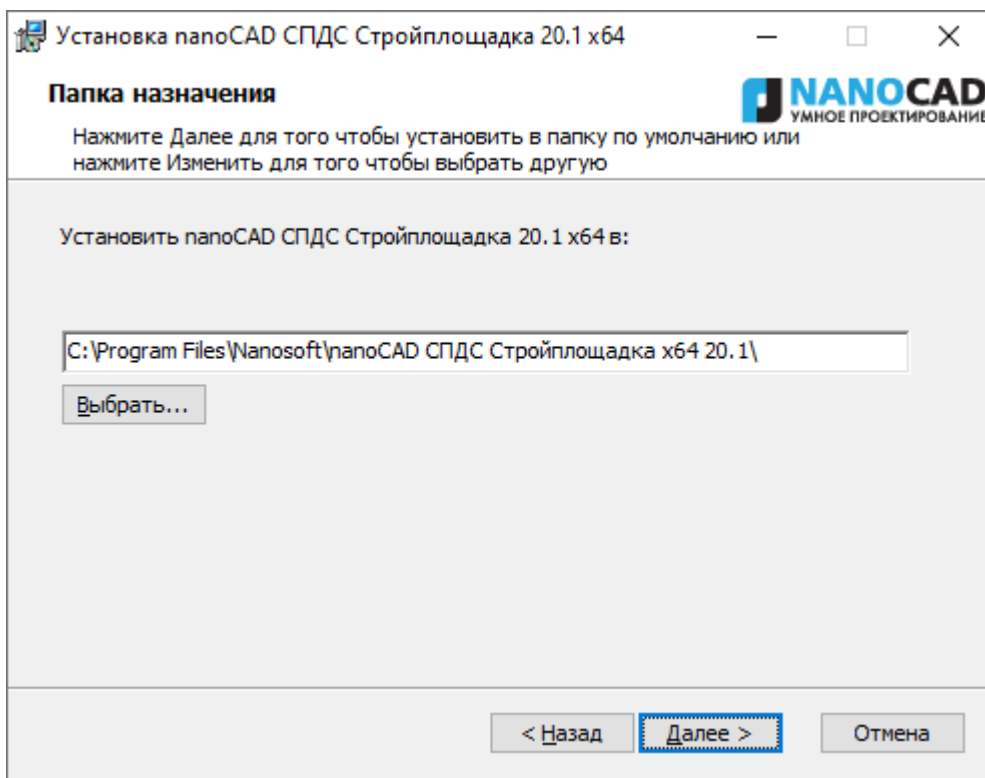 Установка nanoCAD СПДС Стройплощадка 20.1 x64
Папка назначения
NANOCAD
УМНОЕ ПРОЕКТИРОВАНИЕ
Нажмите Далее для того чтобы установить в папку по умолчанию или
нажмите Изменить для того чтобы выбрать другую
Установить nanoCAD СПДС Стройплощадка 20.1 x64 в:
C:\Program Files\Nanosoft\nanoCAD СПДС Стройплощадка x64 20.1\
Выбрать...
< Назад
Далее >
Отмена